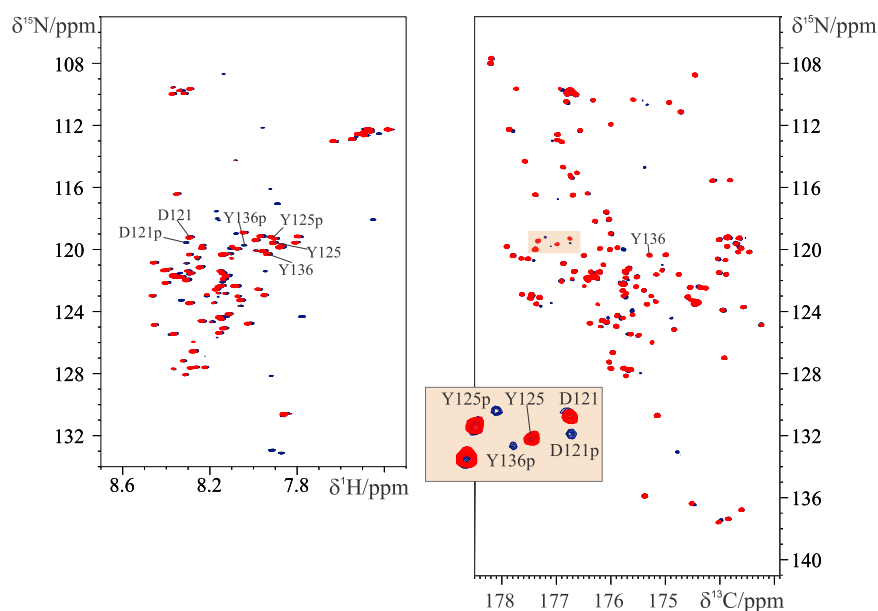 δ¹⁵N/ppm
108
112
116
120
124
128
132
8.6
8.2
7.8
δ¹H/ppm
D121
D121p
Y136p
Y125p
Y125
Y136
δ¹⁵N/ppm
108
112
116
120
124
128
132
136
140
178
177
176
175
δ¹³C/ppm
Y136
Y125p
Y125
D121
Y136p
D121p